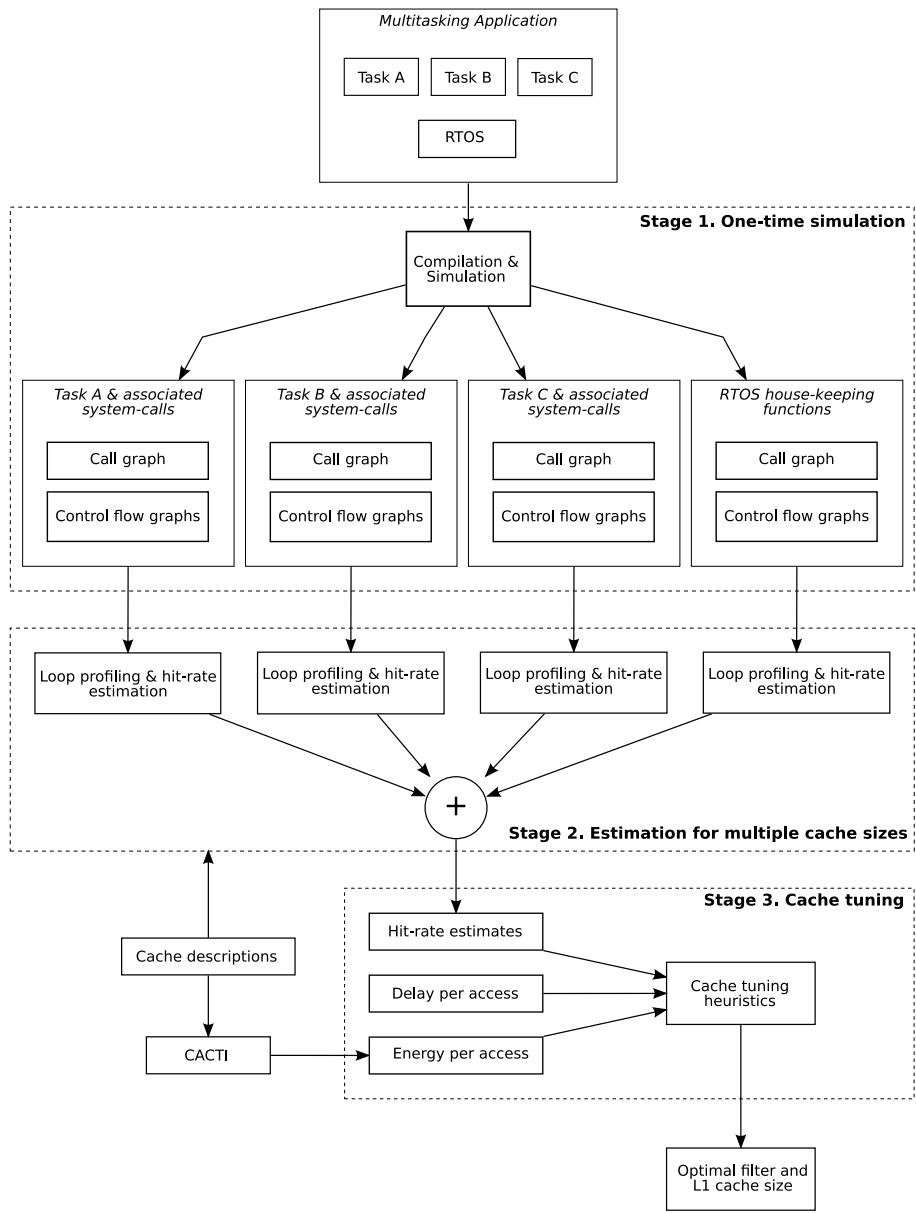 Multitasking Application
Task A
Task B
Task C
RTOS
Stage 1. One-time simulation
Compilation &
Simulation
Task A & associated
system-calls
Call graph
Control flow graphs
Task B & associated
system-calls
Call graph
Control flow graphs
Task C & associated
system-calls
Call graph
Control flow graphs
RTOS house-keeping
functions
Call graph
Control flow graphs
Loop profiling & hit-rate
estimation
Loop profiling & hit-rate
estimation
Loop profiling & hit-rate
estimation
Loop profiling & hit-rate
estimation
+
Stage 2. Estimation for multiple cache sizes
Stage 3. Cache tuning
Hit-rate estimates
Cache descriptions
Delay per access
Cache tuning
heuristics
CACTI
Energy per access
Optimal filter and
L1 cache size